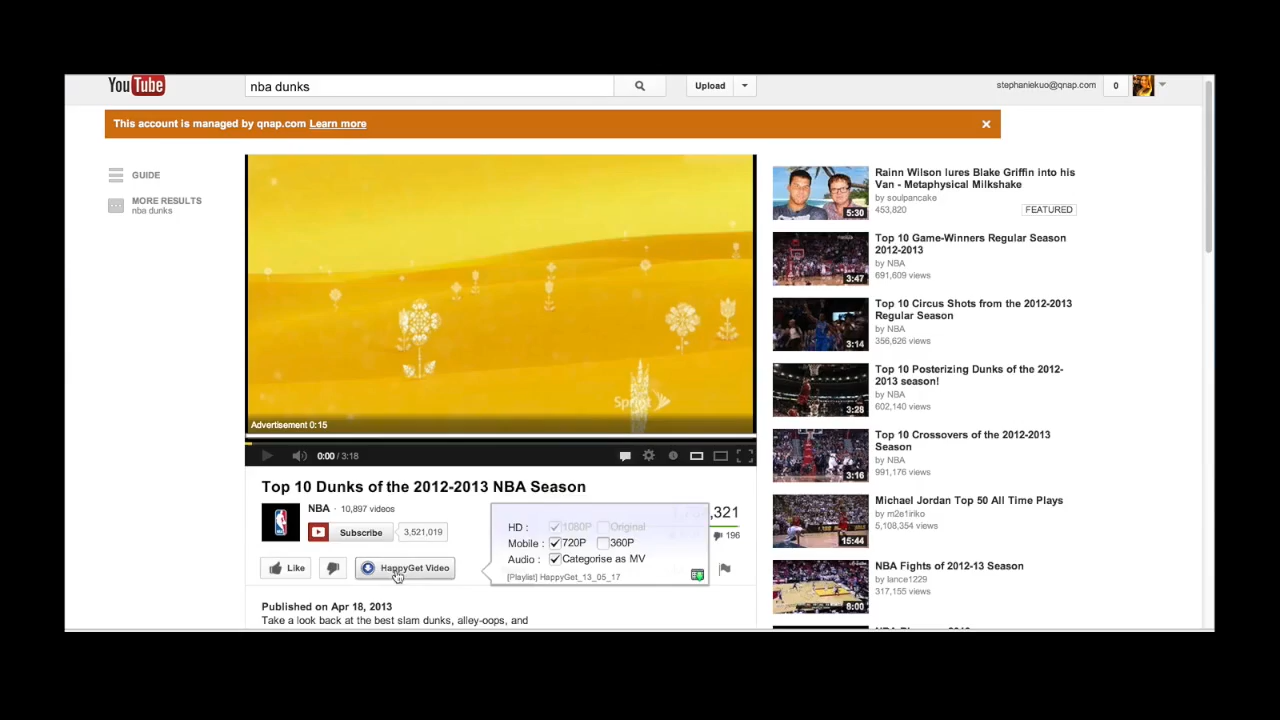 YouTube
nba dunks
Upload
stephaniekuo@qnap.com
0
This account is managed by qnap.com Learn more
GUIDE
MORE RESULTS
nba dunks
Sprint
Advertisement 0:15
0:00 / 3:18
Top 10 Dunks of the 2012-2013 NBA Season
NBA · 10,897 videos
Subscribe
3,521,019
,321
196
Like
HappyGet Video
HD :
1080P
Original
Mobile :
720P
360P
Audio :
Categorise as MV
[Playlist] HappyGet_13_05_17
Published on Apr 18, 2013
Take a look back at the best slam dunks, alley-oops, and
Rainn Wilson lures Blake Griffin into his
Van - Metaphysical Milkshake
by soulpancake
453,820
FEATURED
5:30
Top 10 Game-Winners Regular Season
2012-2013
by NBA
691,609 views
3:47
Top 10 Circus Shots from the 2012-2013
Regular Season
by NBA
356,626 views
3:14
Top 10 Posterizing Dunks of the 2012-
2013 season!
by NBA
602,140 views
3:28
Top 10 Crossovers of the 2012-2013
Season
by NBA
991,176 views
3:16
Michael Jordan Top 50 All Time Plays
by m2e1iriko
5,108,354 views
15:44
NBA Fights of 2012-13 Season
by lance1229
317,155 views
8:00